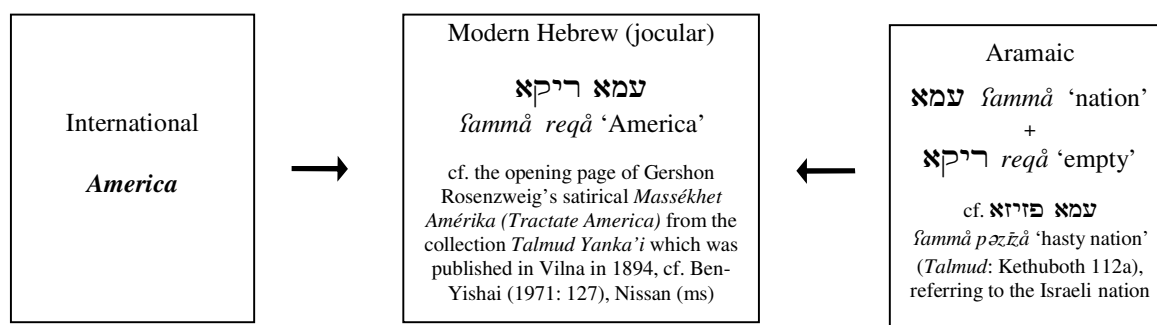 International
America
Modern Hebrew (jocular)
עמא ריקא
ʕammå reqå ‘America’
cf. the opening page of Gershon
Rosenzweig’s satirical Massékhet
Amérika (Tractate America) from the
collection Talmud Yanka’i which was
published in Vilna in 1894, cf. Ben-
Yishai (1971: 127), Nissan (ms)
Aramaic
עמא ʕammå ‘nation’
+
ריקא reqå ‘empty’
cf. עמא פזיזא
ʕammå pəzīzå ‘hasty nation’
(Talmud: Kethuboth 112a),
referring to the Israeli nation